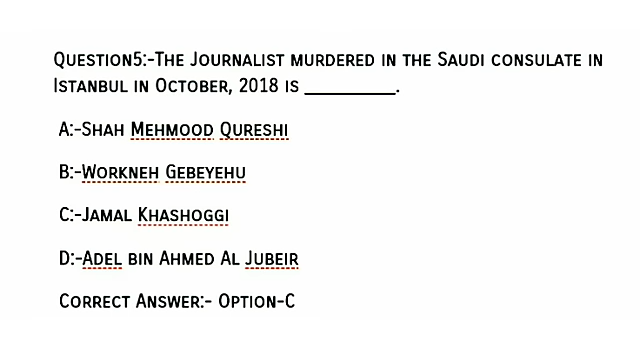 Question5:-The Journalist murdered in the Saudi consulate in
Istanbul in October, 2018 is __________.
A:-Shah Mehmood Qureshi
B:-Workneh Gebeyehu
C:-Jamal Khashoggi
D:-Adel bin Ahmed Al Jubeir
Correct Answer:- Option-C